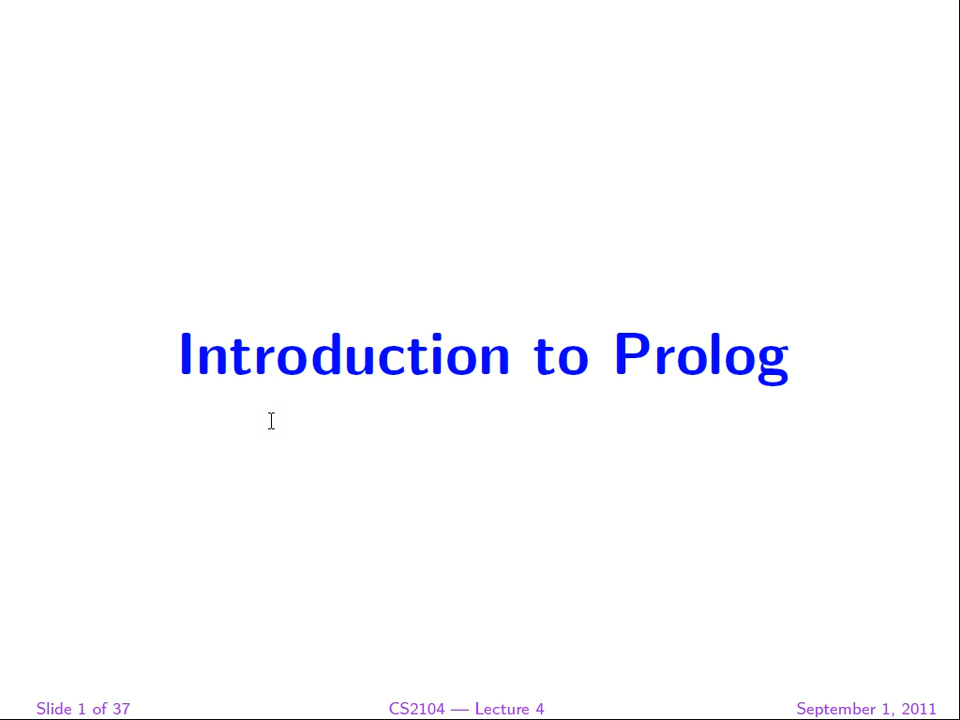 Introduction to Prolog
Slide 1 of 37
CS2104 — Lecture 4
September 1, 2011